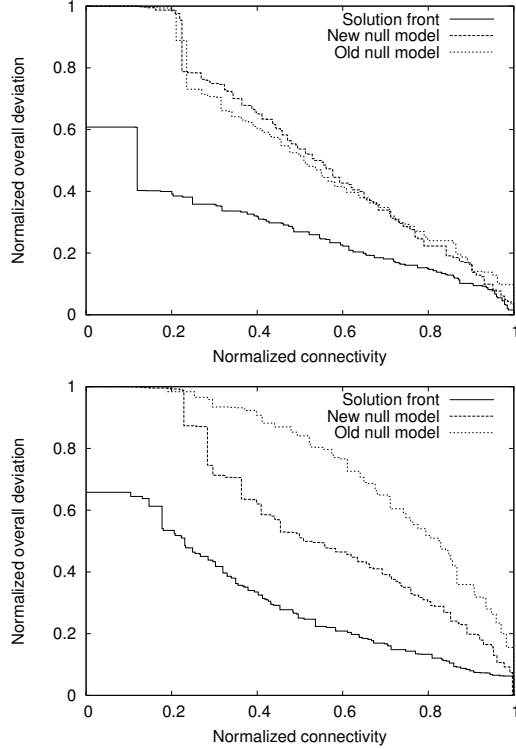 Normalized overall deviation
1
0.8
0.6
0.4
0.2
0
Solution front
New null model
Old null model
0 0.2 0.4 0.6 0.8 1
Normalized connectivity
Normalized overall deviation
1
0.8
0.6
0.4
0.2
0
Solution front
New null model
Old null model
0 0.2 0.4 0.6 0.8 1
Normalized connectivity